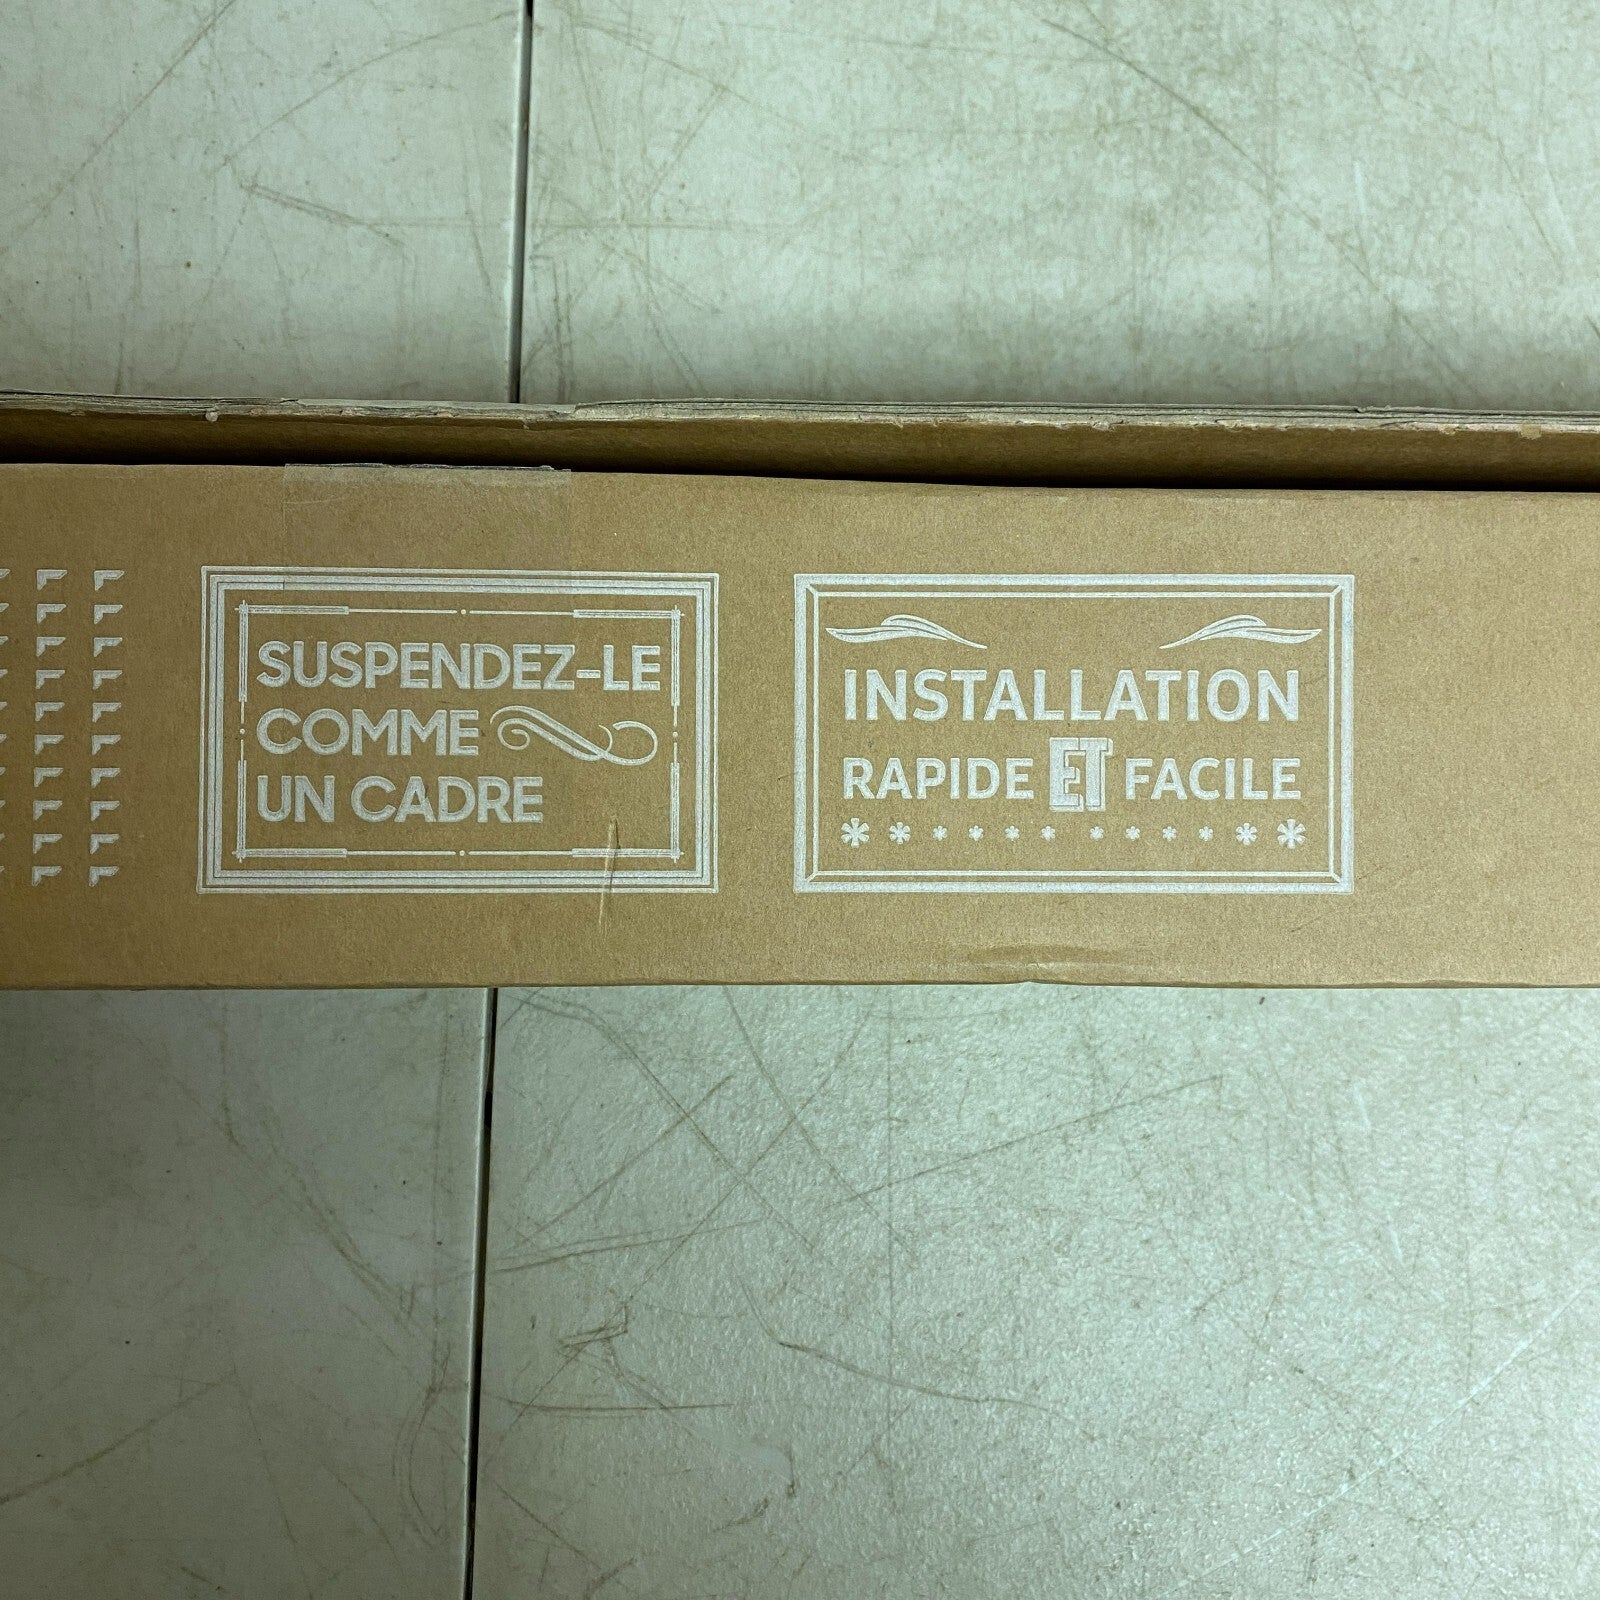 SUSPENDEZ-LE
COMME
UN CADRE
INSTALLATION
RAPIDE ET FACILE